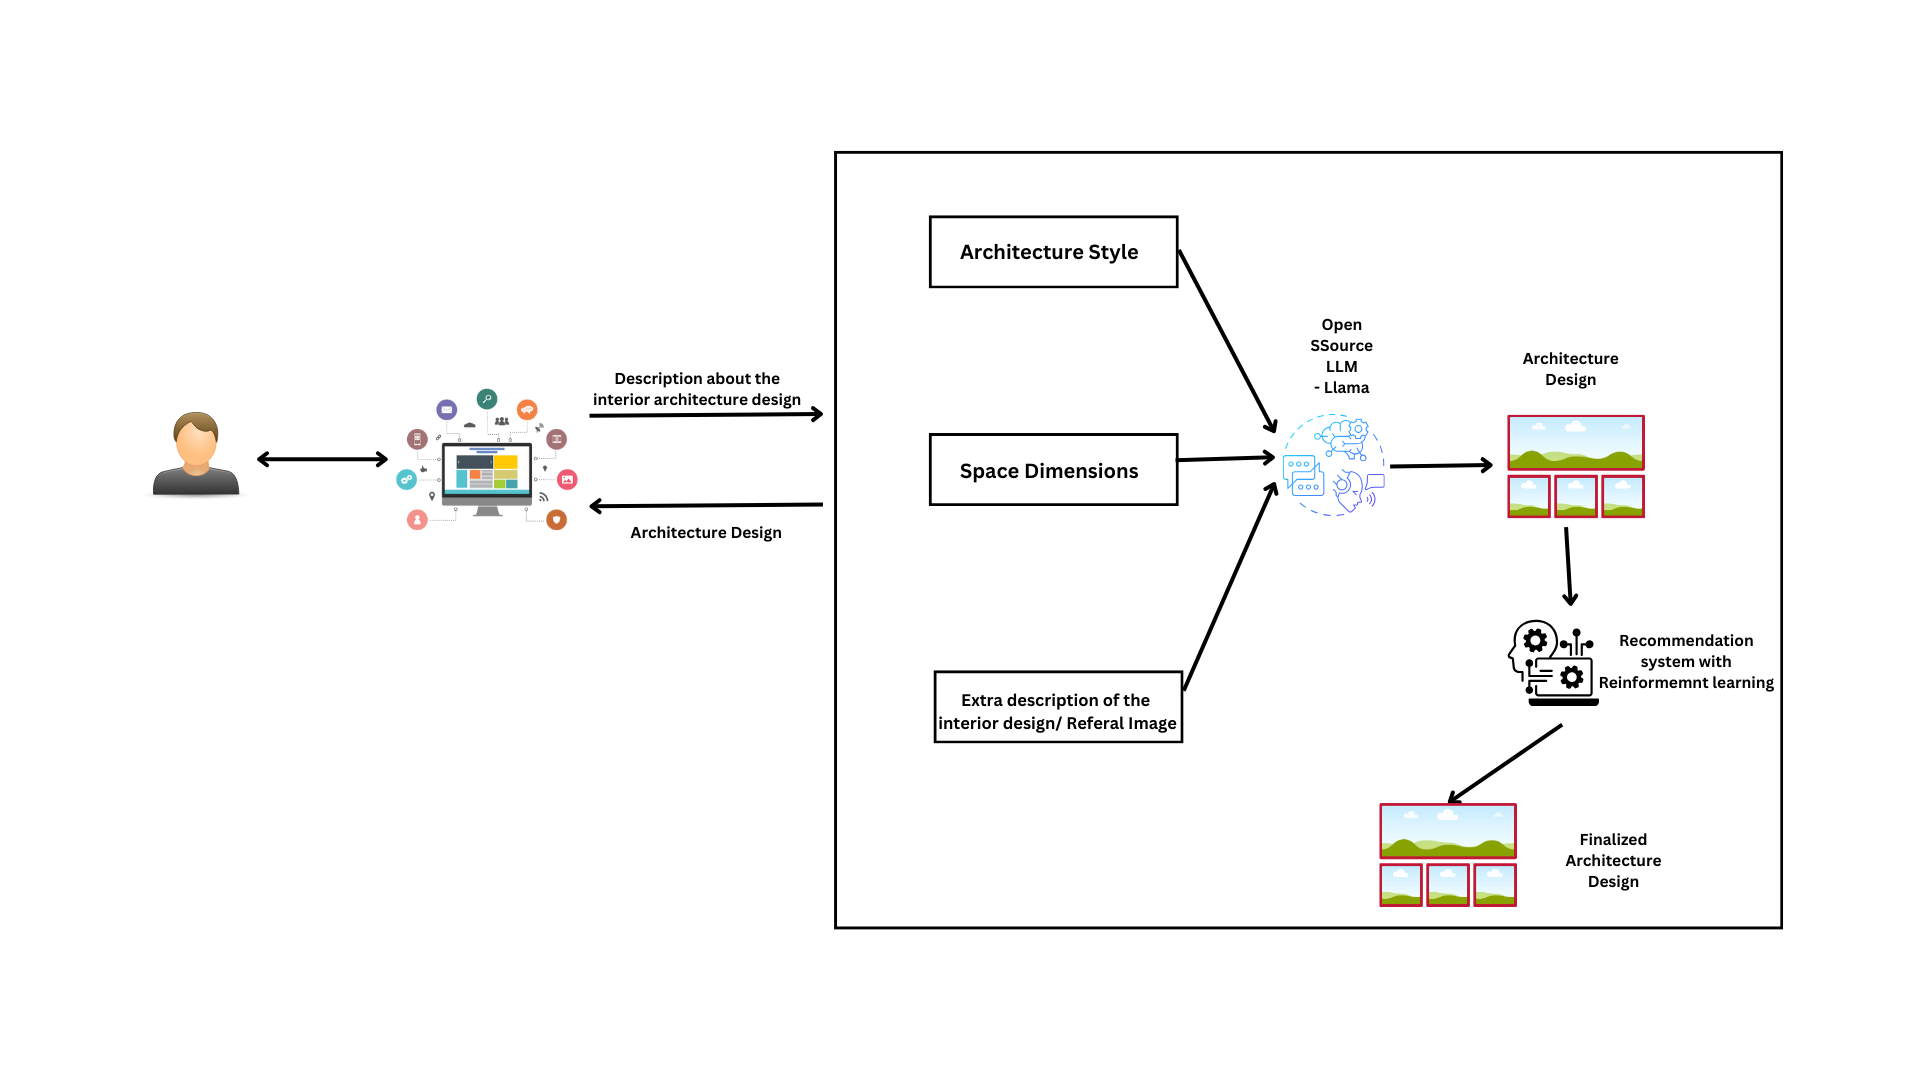 Description about the
interior architecture design
Architecture Design
Architecture Style
Space Dimensions
Extra description of the
interior design/ Referal Image
Open
SSource
LLM
- Llama
Architecture
Design
Recommendation
system with
Reinformemnt learning
Finalized
Architecture
Design